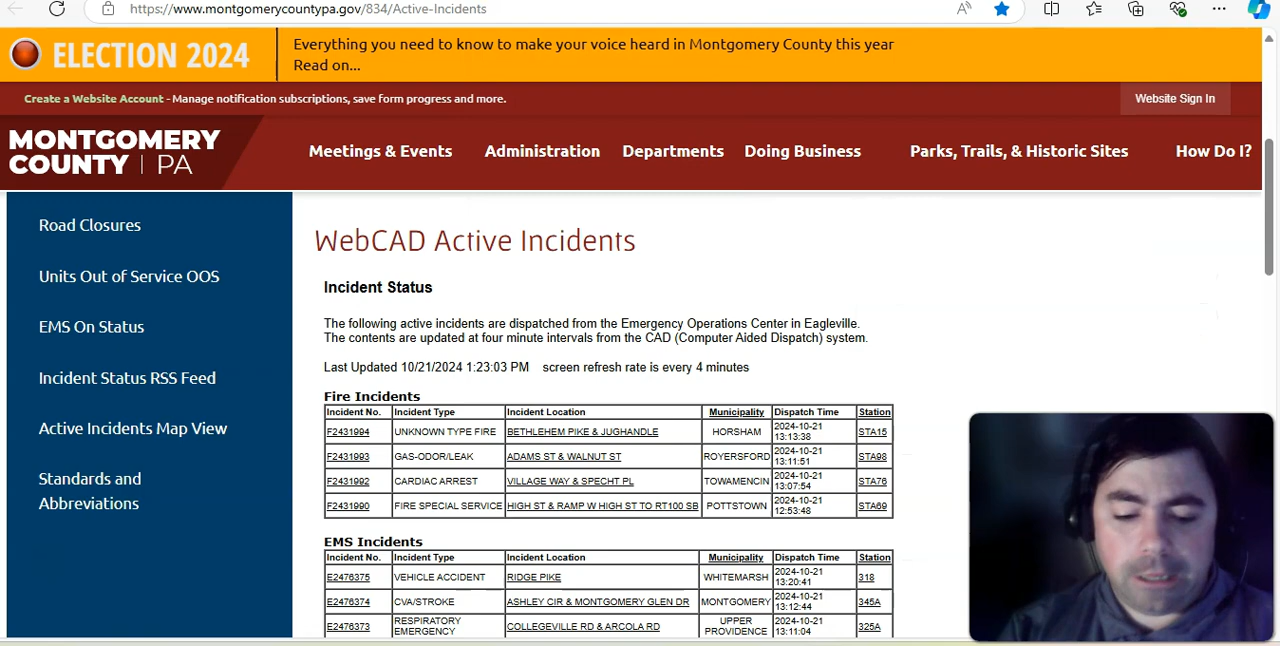 https://www.montgomerycountypa.gov/834/Active-Incidents
ELECTION 2024
Everything you need to know to make your voice heard in Montgomery County this year
Read on...
Create a Website Account - Manage notification subscriptions, save form progress and more.
Website Sign In
MONTGOMERY
COUNTY | PA
Meetings & Events Administration Departments Doing Business Parks, Trails, & Historic Sites How Do I?
Road Closures
Units Out of Service OOS
EMS On Status
Incident Status RSS Feed
Active Incidents Map View
Standards and
Abbreviations
WebCAD Active Incidents
Incident Status
The following active incidents are dispatched from the Emergency Operations Center in Eagleville.
The contents are updated at four minute intervals from the CAD (Computer Aided Dispatch) system.
Last Updated 10/21/2024 1:23:03 PM screen refresh rate is every 4 minutes
Fire Incidents
Incident No. Incident Type Incident Location Municipality Dispatch Time Station
F2431994 UNKNOWN TYPE FIRE BETHLEHEM PIKE & JUGHANDLE HORSHAM 2024-10-21 13:13:38 STA15
F2431993 GAS-ODOR/LEAK ADAMS ST & WALNUT ST ROYERSFORD 2024-10-21 13:11:51 STA98
F2431992 CARDIAC ARREST VILLAGE WAY & SPECHT PL TOWAMENCIN 2024-10-21 13:07:54 STA76
F2431990 FIRE SPECIAL SERVICE HIGH ST & RAMP W HIGH ST TO RT100 SB POTTSTOWN 2024-10-21 12:53:48 STA69
EMS Incidents
Incident No. Incident Type Incident Location Municipality Dispatch Time Station
E2476375 VEHICLE ACCIDENT RIDGE PIKE WHITEMARSH 2024-10-21 13:20:41 318
E2476374 CVA/STROKE ASHLEY CIR & MONTGOMERY GLEN DR MONTGOMERY 2024-10-21 13:12:44 345A
E2476373 RESPIRATORY EMERGENCY COLLEGEVILLE RD & ARCOLA RD UPPER PROVIDENCE 2024-10-21 13:11:04 325A